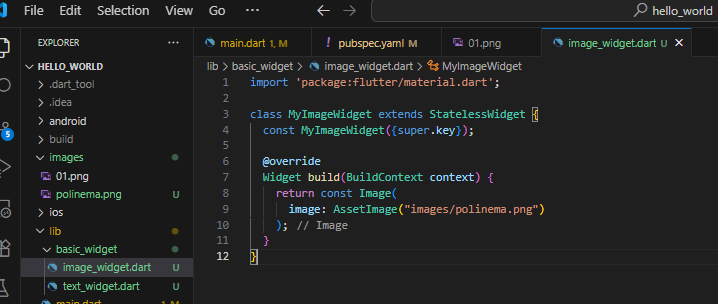 File Edit Selection View Go ··· hello_world
EXPLORER ···
HELLO_WORLD
.dart_tool
.idea
android
build
images
01.png
polinema.png U
ios
lib
basic_widget
image_widget.dart U
text_widget.dart U
main.dart 1, M
5
main.dart 1, M
pubspec.yaml M
01.png
image_widget.dart U
lib > basic_widget > image_widget.dart > MyImageWidget
1 import 'package:flutter/material.dart';
2
3 class MyImageWidget extends StatelessWidget {
4 const MyImageWidget({super.key});
5
6 @override
7 Widget build(BuildContext context) {
8 return const Image(
9 image: AssetImage("images/polinema.png")
10 ); // Image
11 }
12 }